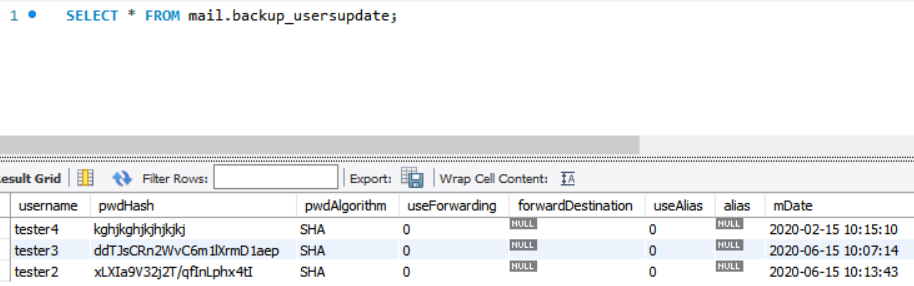 1 SELECT * FROM mail.backup_usersupdate;
esult Grid Filter Rows: Export: Wrap Cell Content: IA
username pwdHash pwdAlgorithm useForwarding forwardDestination useAlias alias mDate
tester4 kghjkghjkjhjkjkj SHA 0 NULL 0 NULL 2020-02-15 10:15:10
tester3 ddTJsCRn2WvC6m1lXrmD1aep SHA 0 NULL 0 NULL 2020-06-15 10:07:14
tester2 xLXIa9V32j2T/qfInLphx4tI SHA 0 NULL 0 NULL 2020-06-15 10:13:43